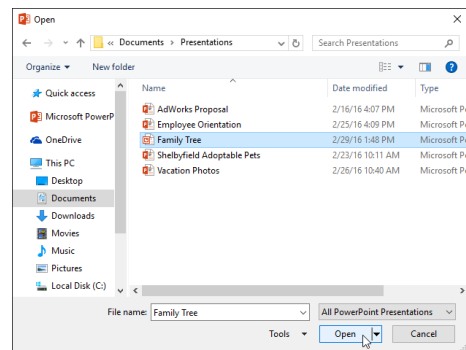 Open
« Documents > Presentations
Search Presentations
Organize
New folder
Name
Date modified
Type
Quick access
Microsoft PowerP
OneDrive
This PC
Desktop
Documents
Downloads
Movies
Music
Pictures
Local Disk (C:)
AdWorks Proposal 2/16/16 4:07 PM Microsoft P
Employee Orientation 2/25/16 4:09 PM Microsoft P
Family Tree 2/29/16 1:48 PM Microsoft P
Shelbyfield Adoptable Pets 2/23/16 10:11 AM Microsoft P
Vacation Photos 2/26/16 10:40 AM Microsoft P
File name: Family Tree
All PowerPoint Presentations
Tools
Open
Cancel